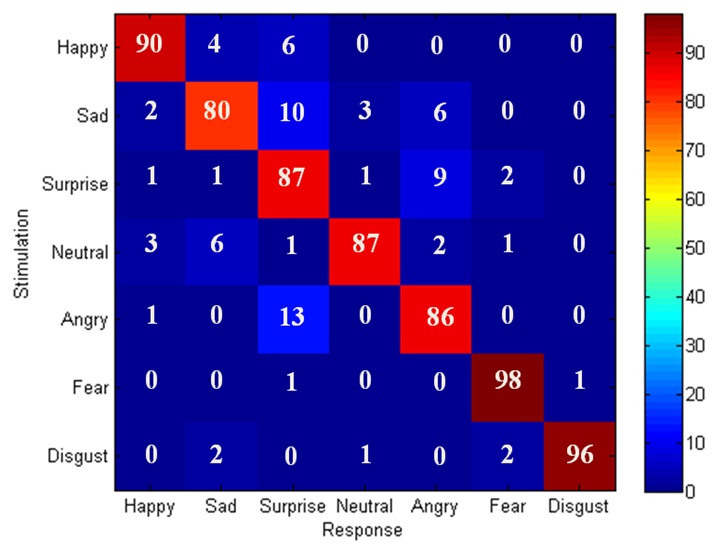 Happy 90 4 6 0 0 0 0
Sad 2 80 10 3 6 0 0
Surprise 1 1 87 1 9 2 0
Neutral 3 6 1 87 2 1 0
Angry 1 0 13 0 86 0 0
Fear 0 0 1 0 0 98 1
Disgust 0 2 0 1 0 2 96
Happy Sad Surprise Neutral Angry Fear Disgust
Response
Stimulation
90
80
70
60
50
40
30
20
10
0